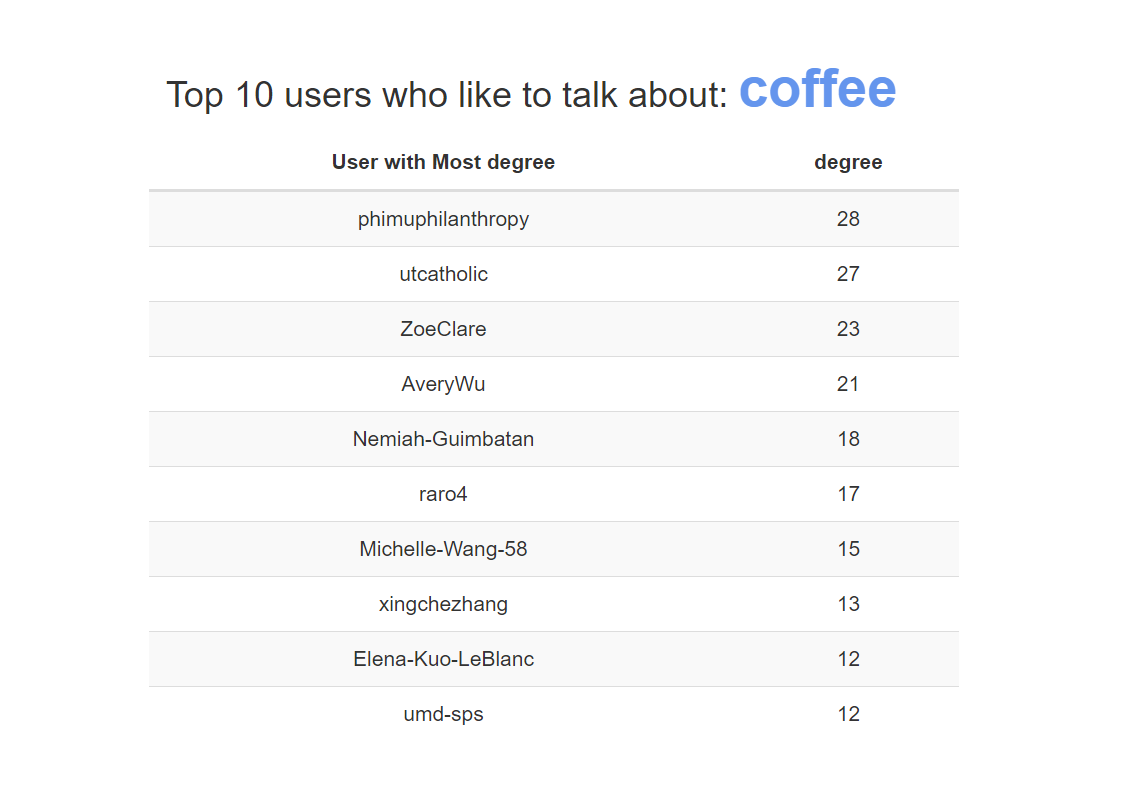 Top 10 users who like to talk about: coffee
User with Most degree degree
phimuphilanthropy 28
utcatholic 27
ZoeClare 23
AveryWu 21
Nemiah-Guimbatan 18
raro4 17
Michelle-Wang-58 15
xingchezhang 13
Elena-Kuo-LeBlanc 12
umd-sps 12